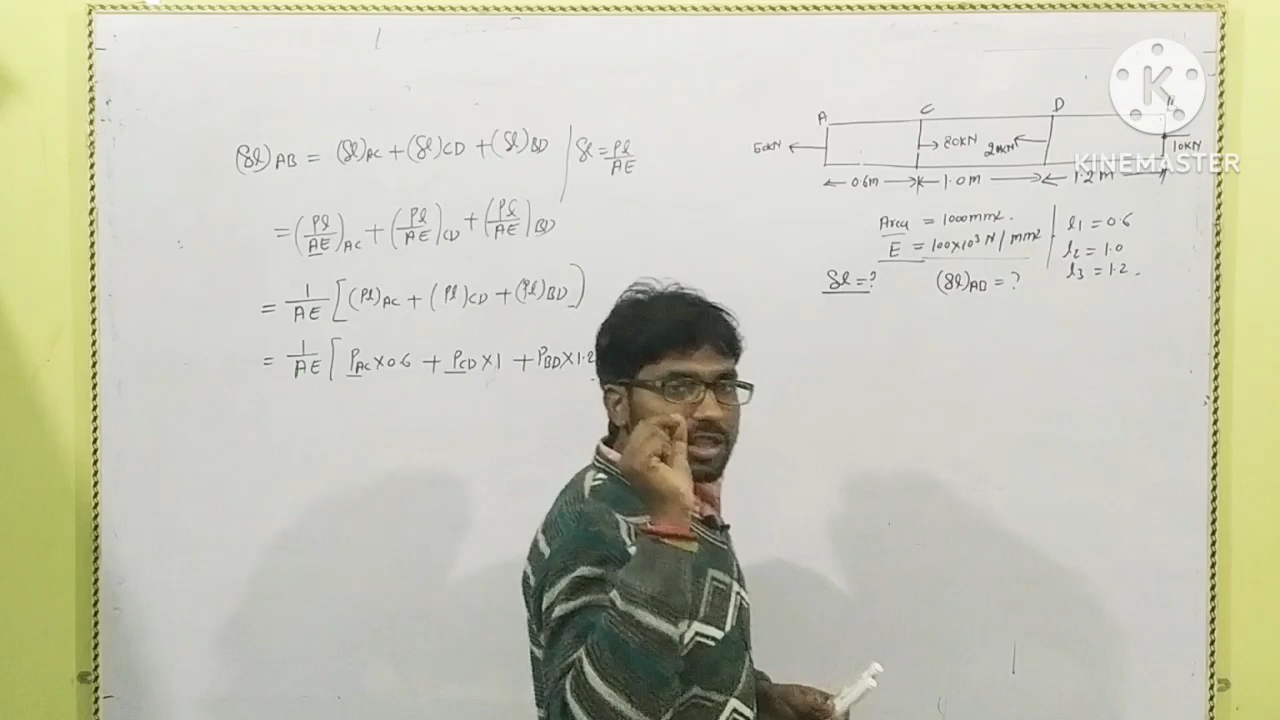 (δl)AB = (δl)AC + (δl)CD + (δl)BD | δl = Pl/AE
= (Pl/AE)AC + (Pl/AE)CD + (Pl/AE)BD
= 1/AE [(Pl)AC + (Pl)CD + (Pl)BD]
= 1/AE [PAC×0.6 + PCD×1 + PBD×1.2
K
A C D
80KN
10KN
KINEMASTER
0.6m 1.0m 1.2m
Area = 1000mm2.
E = 100×10³ N/mm2
l1 = 0.6
l2 = 1.0
l3 = 1.2.
δl = ? (δl)AB = ?